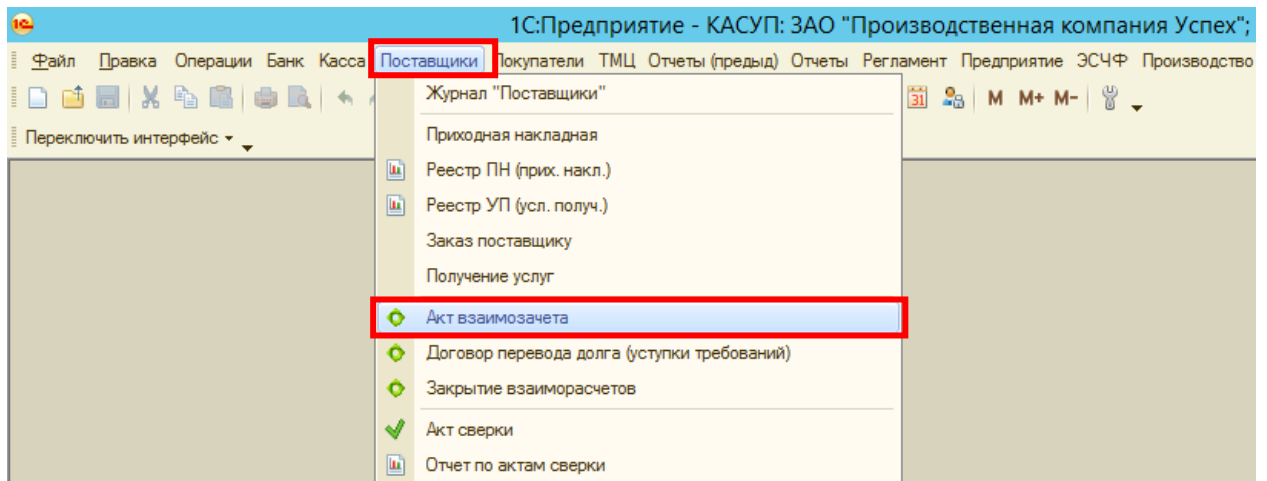 1С:Предприятие - КАСУП: ЗАО "Производственная компания Успех";
Файл Правка Операции Банк Касса Поставщики Покупатели ТМЦ Отчеты (предыд) Отчеты Регламент Предприятие ЭСЧФ Производство
31 M M+ M-
Переключить интерфейс
Журнал "Поставщики"
Приходная накладная
Реестр ПН (прих. накл.)
Реестр УП (усл. получ.)
Заказ поставщику
Получение услуг
Акт взаимозачета
Договор перевода долга (уступки требований)
Закрытие взаиморасчетов
Акт сверки
Отчет по актам сверки